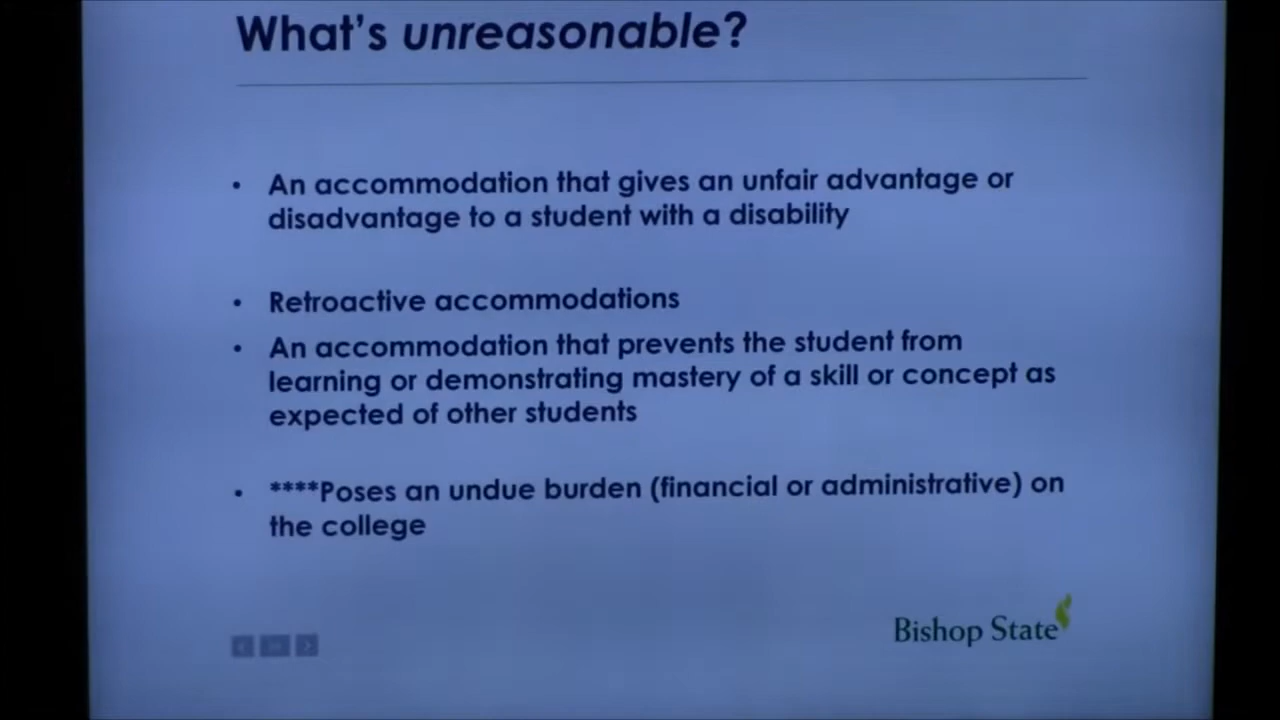 What's unreasonable?
• An accommodation that gives an unfair advantage or
disadvantage to a student with a disability
• Retroactive accommodations
• An accommodation that prevents the student from
learning or demonstrating mastery of a skill or concept as
expected of other students
• ****Poses an undue burden (financial or administrative) on
the college
Bishop State